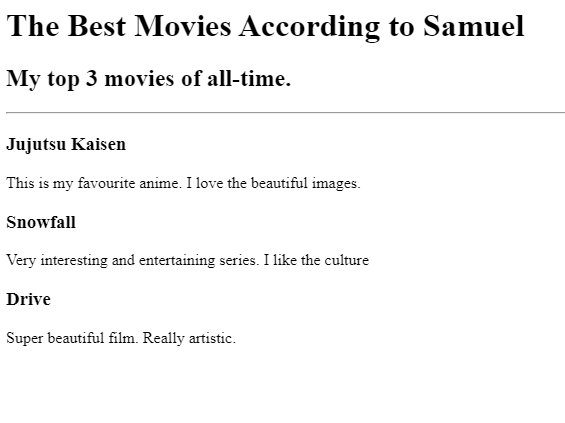 The Best Movies According to Samuel
My top 3 movies of all-time.
Jujutsu Kaisen
This is my favourite anime. I love the beautiful images.
Snowfall
Very interesting and entertaining series. I like the culture
Drive
Super beautiful film. Really artistic.